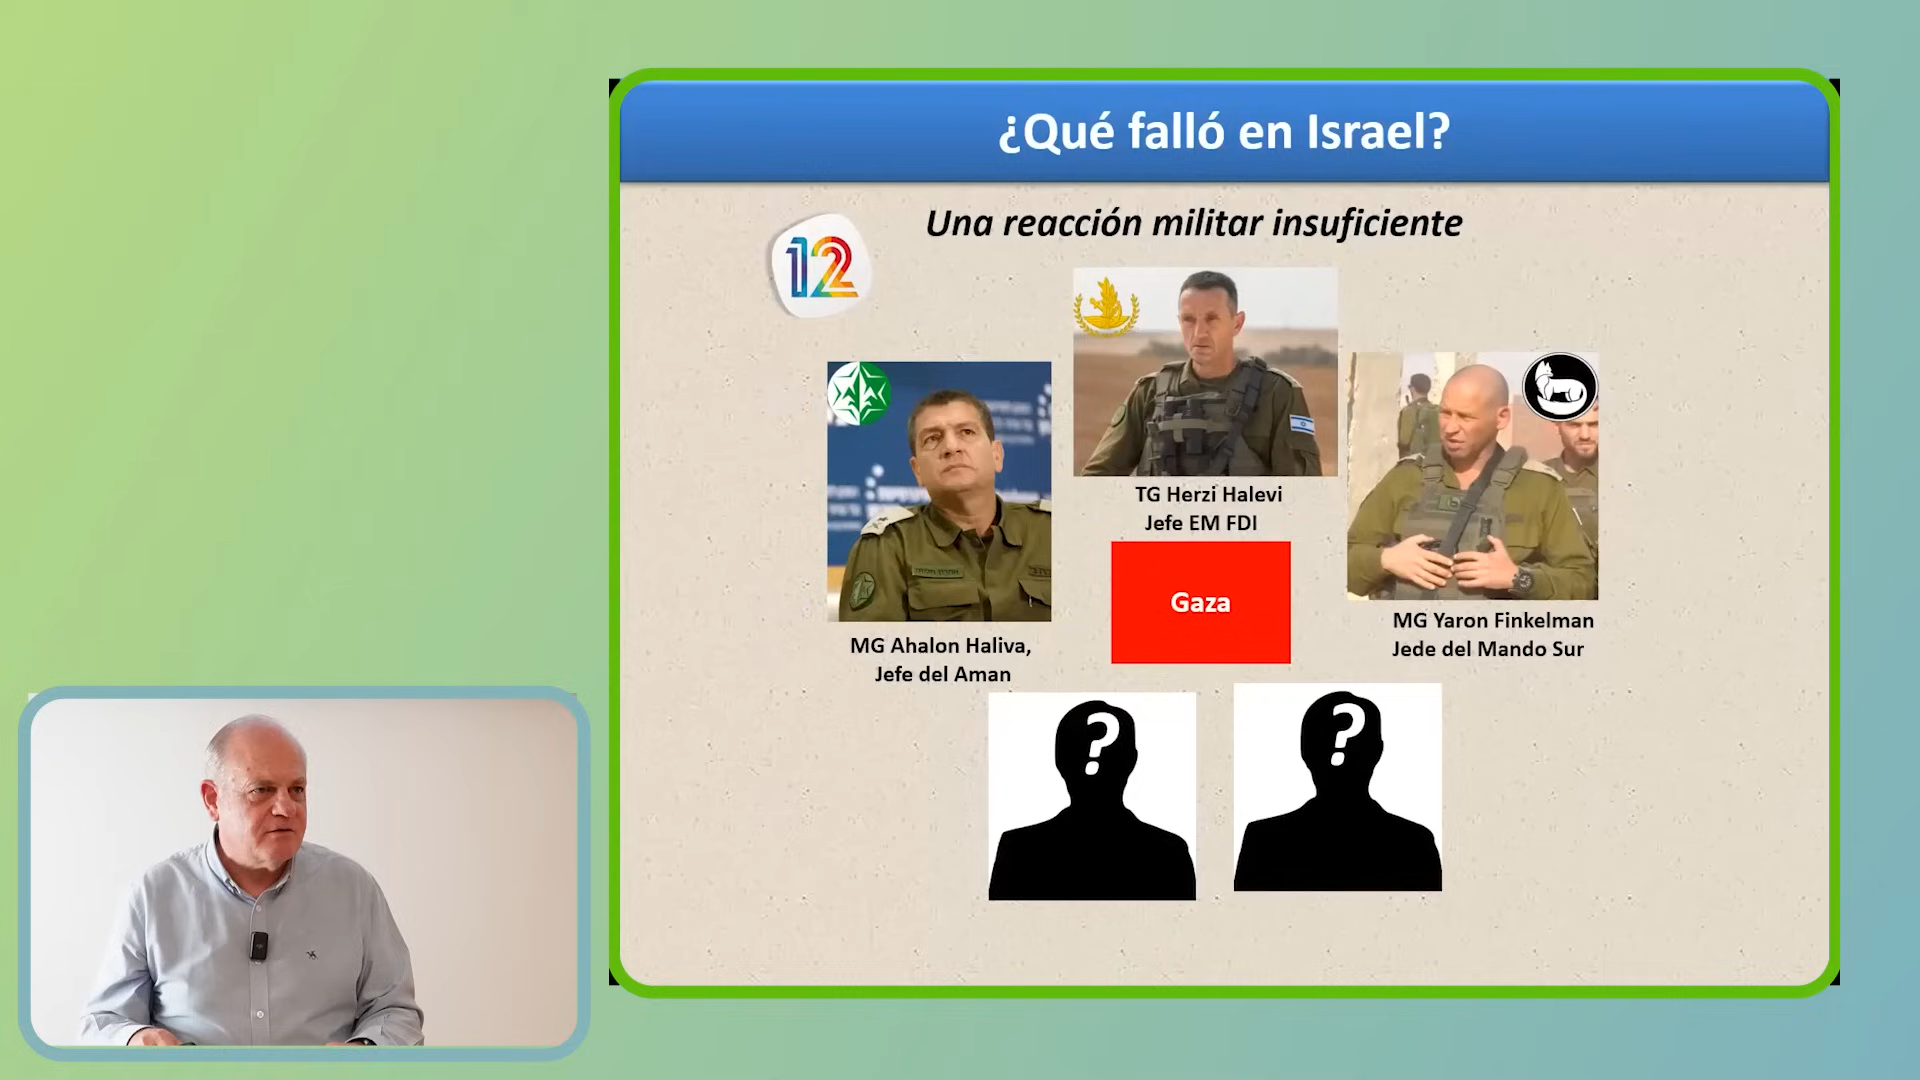 ¿Qué falló en Israel?
Una reacción militar insuficiente
12
TG Herzi Halevi
Jefe EM FDI
Gaza
MG Yaron Finkelman
Jede del Mando Sur
MG Ahalon Haliva,
Jefe del Aman
?
?